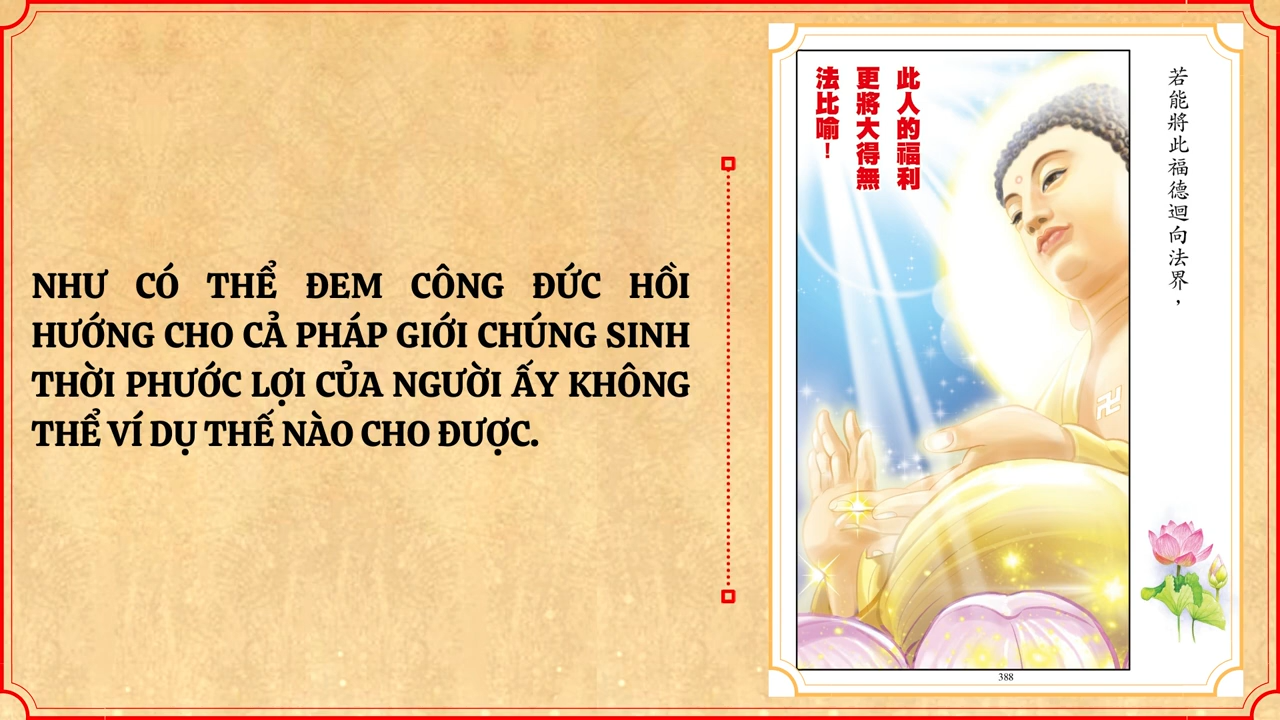 NHƯ CÓ THỂ ĐEM CÔNG ĐỨC HỒI
HƯỚNG CHO CẢ PHÁP GIỚI CHÚNG SINH
THỜI PHƯỚC LỢI CỦA NGƯỜI ẤY KHÔNG
THỂ VÍ DỤ THẾ NÀO CHO ĐƯỢC.
若能將此福德迴向法界，
此人的福利
更將大得無
法比喻！
卍
388